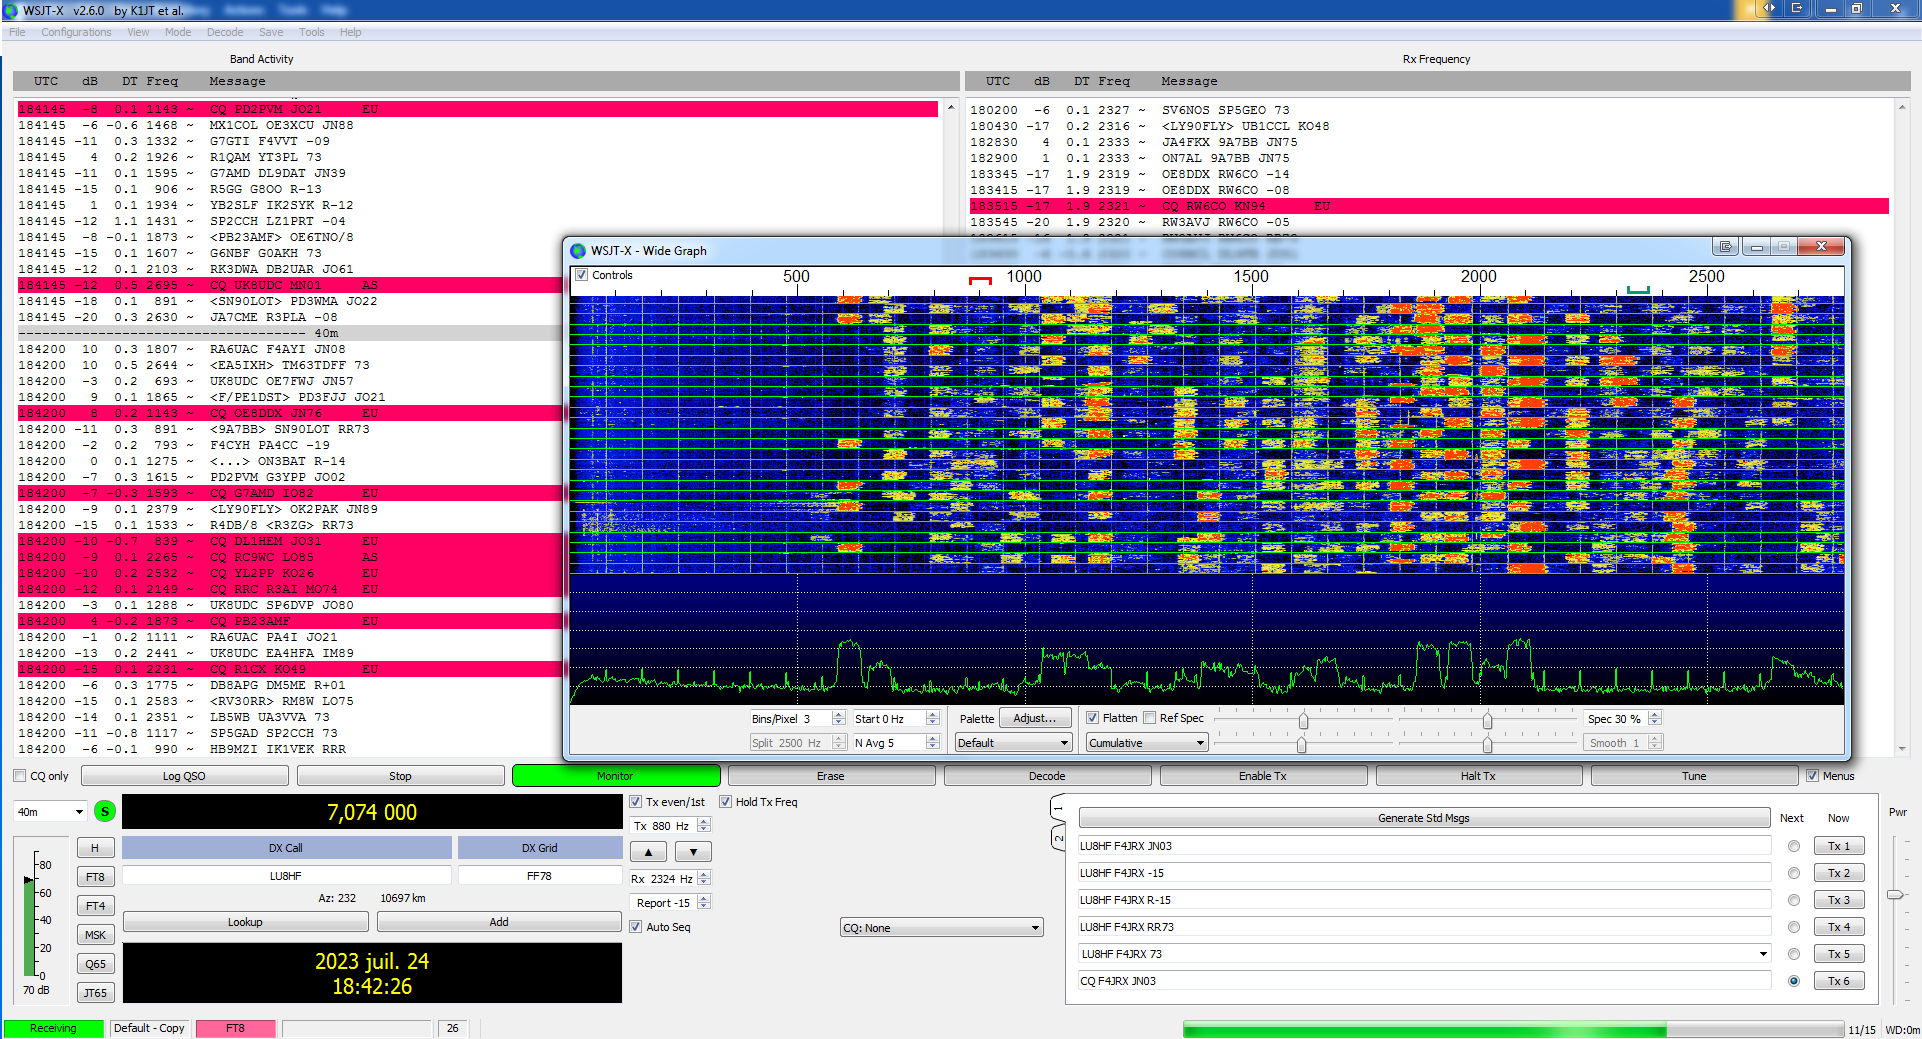 WSJT-X   v2.6.0   by K1JT et al.
File Configurations View Mode Decode Save Tools Help
Band Activity
UTC dB DT Freq Message
184145 -8 0.1 1143 ~ CQ PD2PVM JO21 EU
184145 -6 -0.6 1468 ~ MX1COL OE3XCU JN88
184145 -11 0.3 1332 ~ G7GTI F4VVT -09
184145 4 0.2 1926 ~ R1QAM YT3PL 73
184145 -11 0.1 1595 ~ G7AMD DL9DAT JN39
184145 -15 0.1 906 ~ R5GG G8OO R-13
184145 1 0.1 1934 ~ YB2SLF IK2SYK R-12
184145 -12 1.1 1431 ~ SP2CCH LZ1PRT -04
184145 -8 -0.1 1873 ~ <PB23AMF> OE6TNO/8
184145 -15 0.1 1607 ~ G6NBF G0AKH 73
184145 -12 0.1 2103 ~ RK3DWA DB2UAR JO61
184145 -12 0.5 2695 ~ CQ UK8UDC MN01 AS
184145 -18 0.1 891 ~ <SN90LOT> PD3WMA JO22
184145 -20 0.3 2630 ~ JA7CME R3PLA -08
------------------------------------ 40m
184200 10 0.3 1807 ~ RA6UAC F4AYI JN08
184200 10 0.5 2644 ~ <EA5IXH> TM63TDFF 73
184200 -3 0.2 693 ~ UK8UDC OE7FWJ JN57
184200 9 0.1 1865 ~ <F/PE1DST> PD3FJJ JO21
184200 8 0.2 1143 ~ CQ OE8DDX JN76 EU
184200 -11 0.3 891 ~ <9A7BB> SN90LOT RR73
184200 -2 0.2 793 ~ F4CYH PA4CC -19
184200 0 0.1 1275 ~ <...> ON3BAT R-14
184200 -7 0.3 1615 ~ PD2PVM G3YPP JO02
184200 -7 -0.3 1593 ~ CQ G7AMD IO82 EU
184200 -9 0.1 2379 ~ <LY90FLY> OK2PAK JN89
184200 -15 0.1 1533 ~ R4DB/8 <R3ZG> RR73
184200 -10 -0.7 839 ~ CQ DL1HEM JO31 EU
184200 -9 0.1 2265 ~ CQ RC9WC LO85 AS
184200 -10 0.2 2532 ~ CQ YL2PP KO26 EU
184200 -12 0.1 2149 ~ CQ RRC R3AI MO74 EU
184200 -3 0.1 1288 ~ UK8UDC SP6DVP JO80
184200 4 -0.2 1873 ~ CQ PB23AMF EU
184200 -1 0.2 1111 ~ RA6UAC PA4I JO21
184200 -13 0.2 2441 ~ UK8UDC EA4HFA IM89
184200 -15 0.1 2231 ~ CQ R1CX KO49 EU
184200 -6 0.3 1775 ~ DB8APG DM5ME R+01
184200 -15 0.1 2583 ~ <RV30RR> RM8W LO75
184200 -14 0.1 2351 ~ LB5WB UA3VVA 73
184200 -11 -0.8 1117 ~ SP5GAD SP2CCH 73
184200 -6 -0.1 990 ~ HB9MZI IK1VEK RRR
Rx Frequency
UTC dB DT Freq Message
180200 -6 0.1 2327 ~ SV6NOS SP5GEO 73
180430 -17 0.2 2316 ~ <LY90FLY> UB1CCL KO48
182830 4 0.1 2333 ~ JA4FKX 9A7BB JN75
182900 1 0.1 2333 ~ ON7AL 9A7BB JN75
183345 -17 1.9 2319 ~ OE8DDX RW6CO -14
183415 -17 1.9 2319 ~ OE8DDX RW6CO -08
183515 -17 1.9 2321 ~ CQ RW6CO KN94 EU
183545 -20 1.9 2320 ~ RW3AVJ RW6CO -05
WSJT-X - Wide Graph
Controls 500 1000 1500 2000 2500
Bins/Pixel 3 Start 0 Hz Palette Adjust... Flatten Ref Spec Spec 30 %
Split 2500 Hz N Avg 5 Default Cumulative Smooth 1
CQ only Log QSO Stop Monitor Erase Decode Enable Tx Halt Tx Tune Menus
40m S 7,074 000
Tx even/1st Hold Tx Freq
Tx 880 Hz
▲ ▼
Rx 2324 Hz
Report -15
Auto Seq
CQ: None
DX Call DX Grid
LU8HF FF78
Az: 232 10697 km
Lookup Add
2023 juil. 24
18:42:26
-80
-60
-40
-20
-0
70 dB
H
FT8
FT4
MSK
Q65
JT65
1
2
Generate Std Msgs Next Now Pwr
LU8HF F4JRX JN03 Tx 1
LU8HF F4JRX -15 Tx 2
LU8HF F4JRX R-15 Tx 3
LU8HF F4JRX RR73 Tx 4
LU8HF F4JRX 73 Tx 5
CQ F4JRX JN03 Tx 6
Receiving Default - Copy FT8 26 11/15 WD:0m